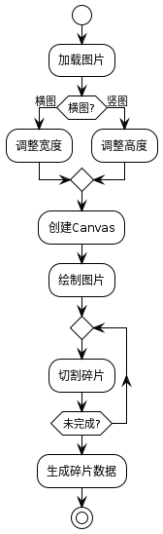 加载图片
横图
横图?
竖图
调整宽度
调整高度
创建Canvas
绘制图片
切割碎片
未完成?
生成碎片数据